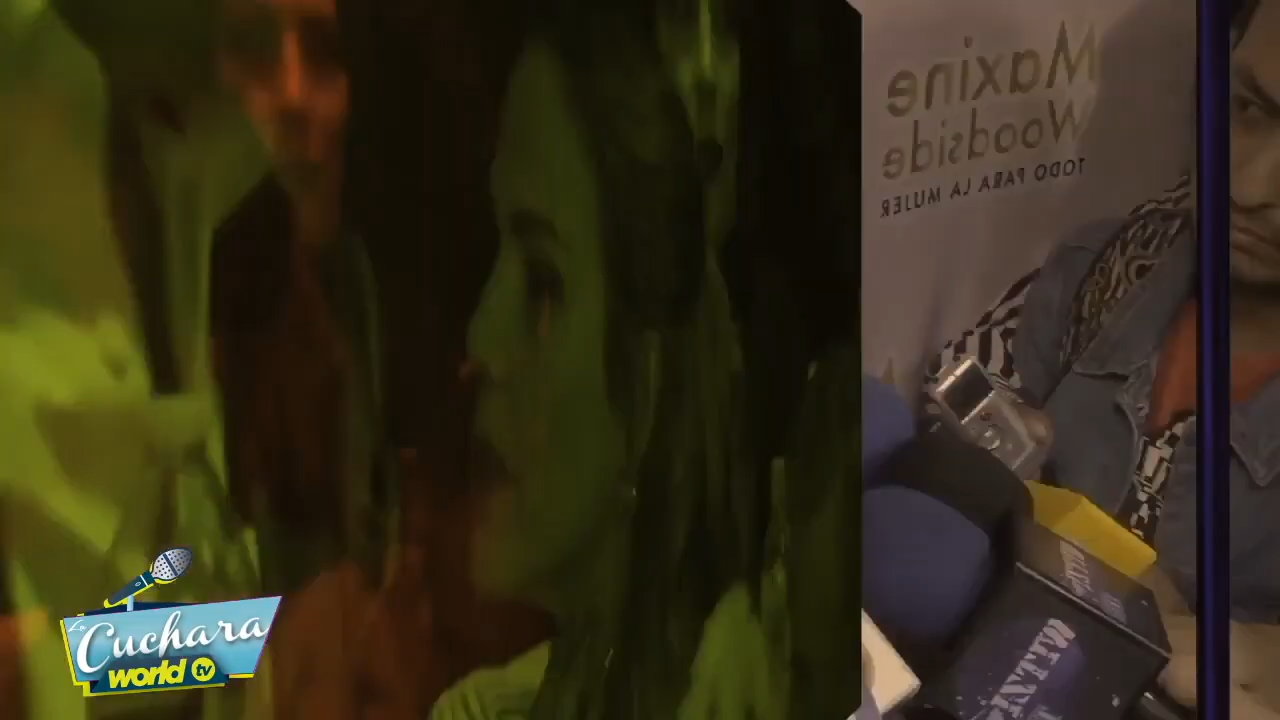 Maxine
Woodside
TODO PARA LA MUJER
La
Cuchara
world tv